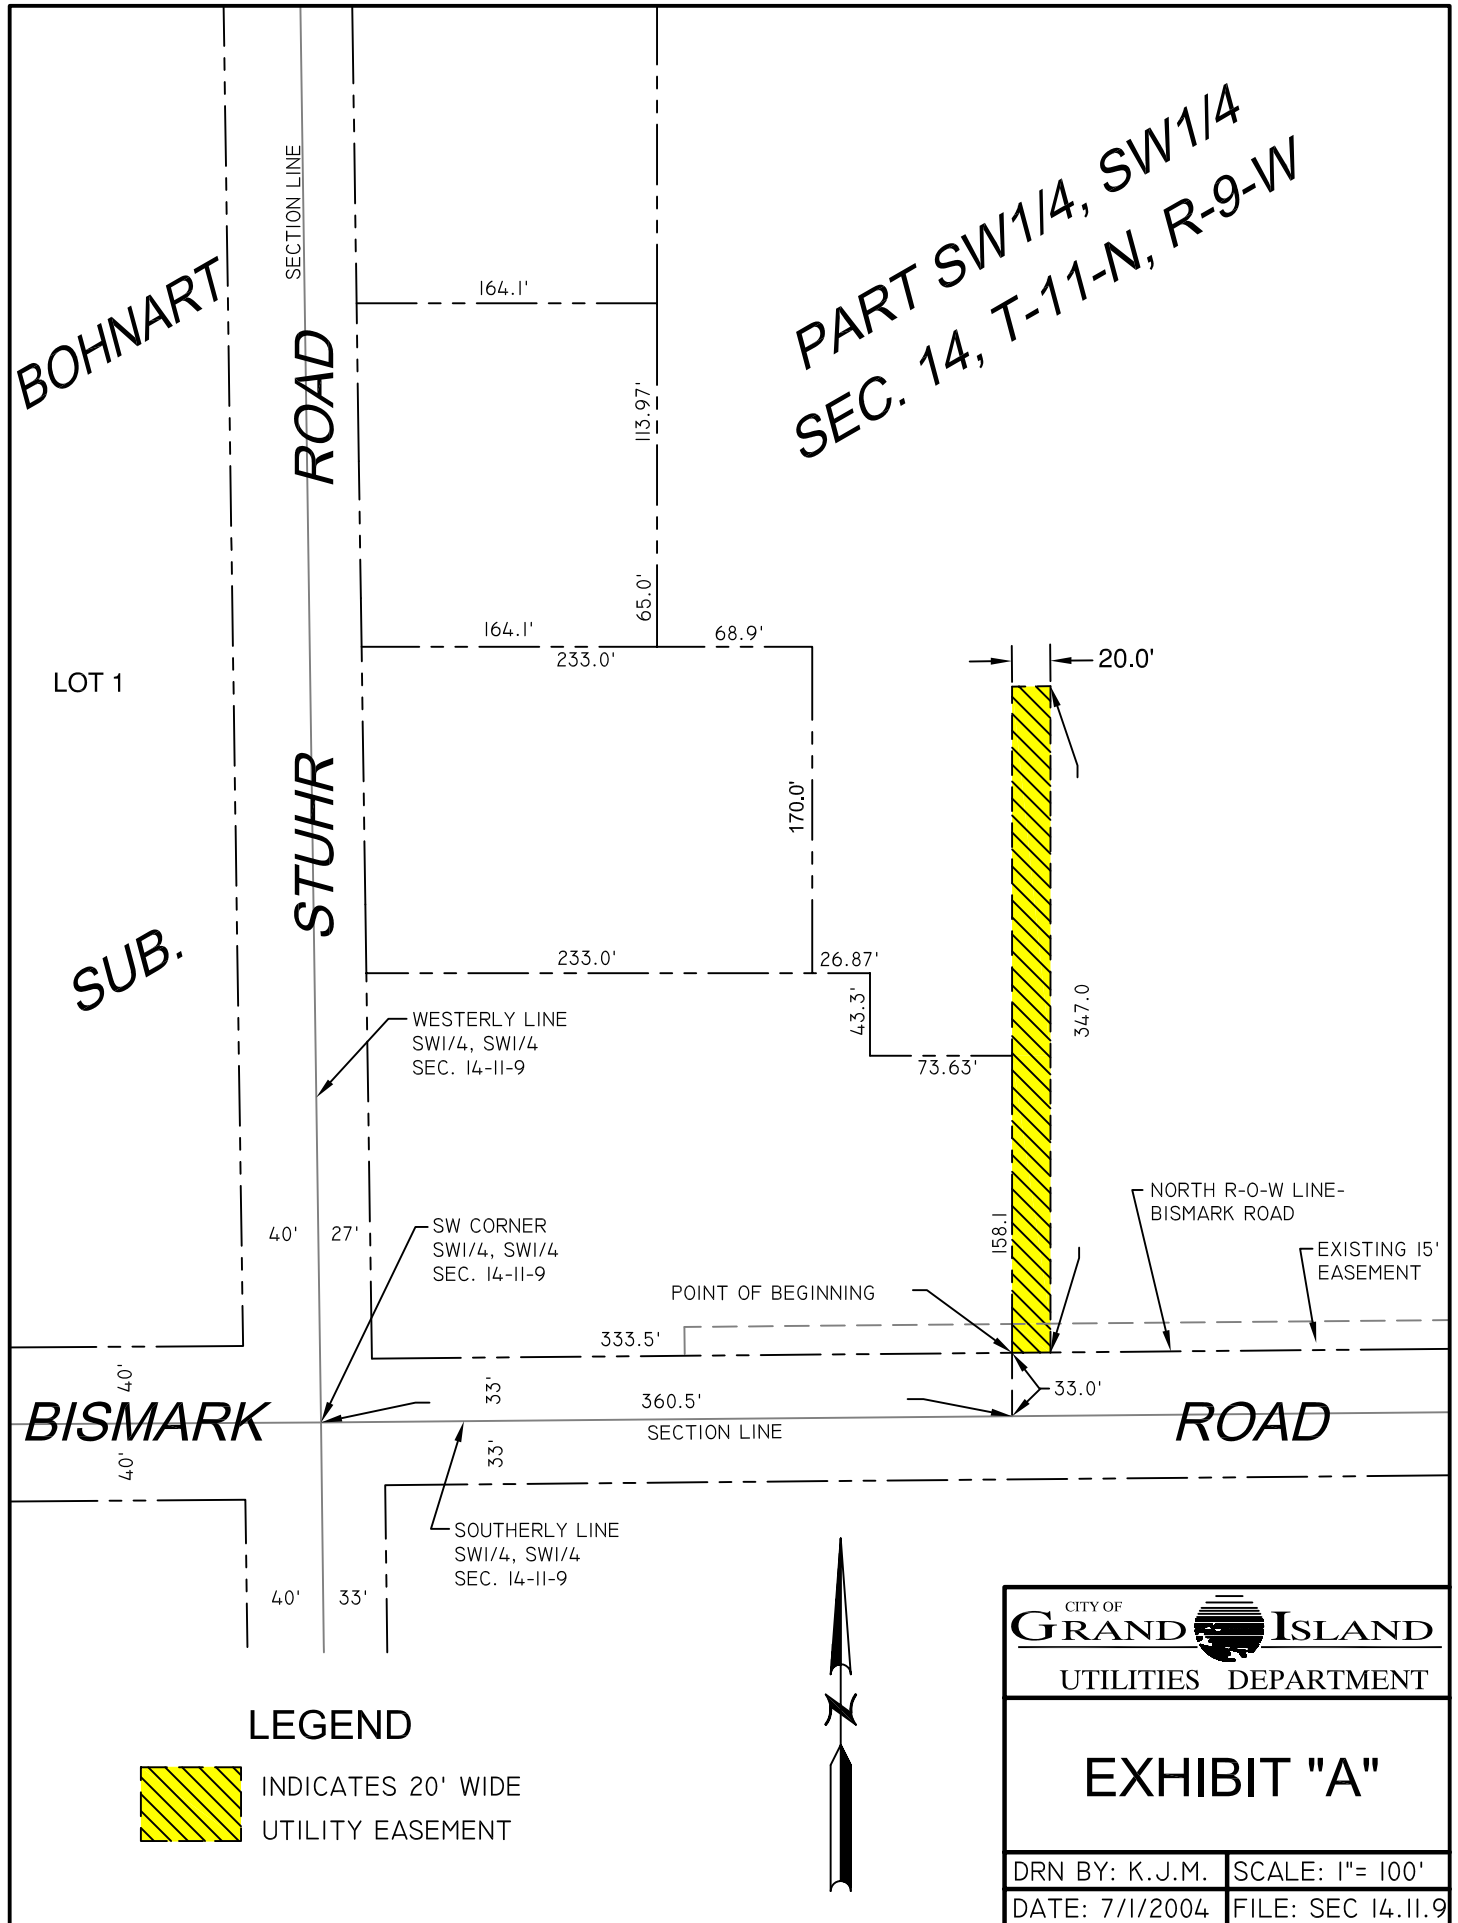 SECTION LINE
PART SW1/4, SW1/4
SEC. 14, T-11-N, R-9-W
BOHNART
ROAD
164.1'
113.97'
65.0'
164.1'
68.9'
233.0'
20.0'
LOT 1
STUHR
170.0'
SUB.
233.0'
26.87'
43.3'
347.0
WESTERLY LINE
SW1/4, SW1/4
SEC. 14-11-9
73.63'
NORTH R-O-W LINE-
BISMARK ROAD
158.1
40'
27'
SW CORNER
SW1/4, SW1/4
SEC. 14-11-9
EXISTING 15'
EASEMENT
POINT OF BEGINNING
333.5'
40'
33'
360.5'
33.0'
BISMARK
SECTION LINE
ROAD
40'
33'
SOUTHERLY LINE
SW1/4, SW1/4
SEC. 14-11-9
40'
33'
N
CITY OF
GRAND ISLAND
UTILITIES DEPARTMENT
LEGEND
INDICATES 20' WIDE
UTILITY EASEMENT
EXHIBIT "A"
DRN BY: K.J.M.
SCALE: 1"= 100'
DATE: 7/1/2004
FILE: SEC 14.11.9